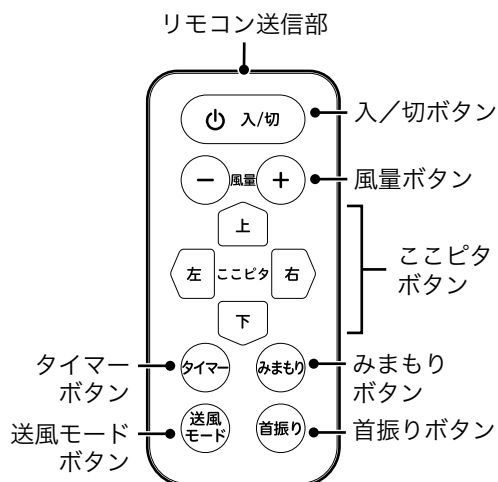 リモコン送信部
入/切
入／切ボタン
− 風量 +
風量ボタン
上
左 ここピタ 右
下
ここピタ
ボタン
タイマー
ボタン
タイマー
みまもり
みまもり
ボタン
送風モード
ボタン
送風
モード
首振り
首振りボタン